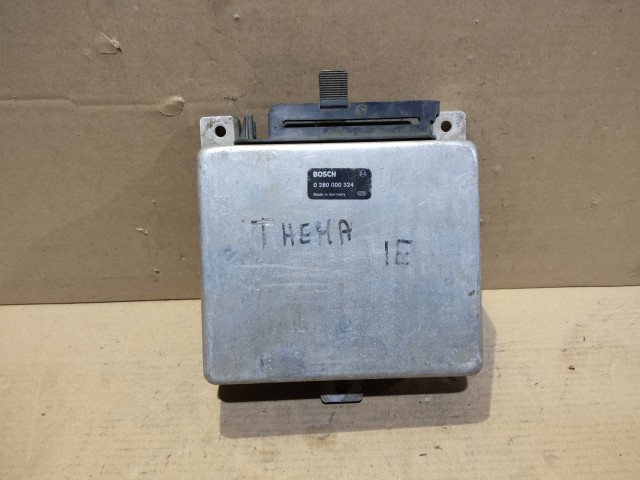 BOSCH
0 280 000 324
Made in Germany
THEMA
IE